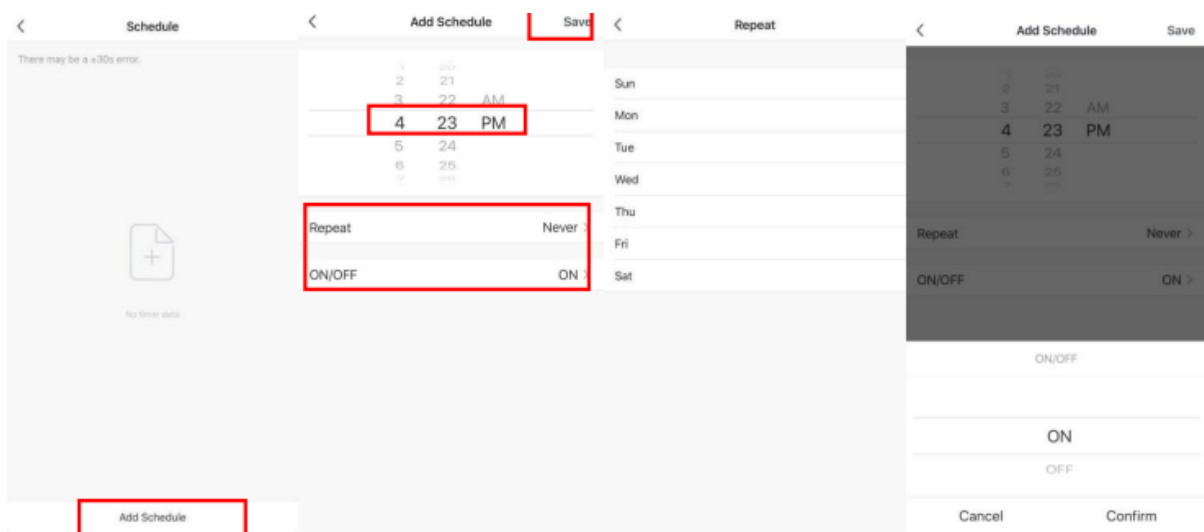 Schedule
There may be a ±30s error.
No timer data
Add Schedule
Add Schedule
Save
2 21
3 22 AM
4 23 PM
5 24
6 25
Repeat Never
ON/OFF ON
Repeat
Sun
Mon
Tue
Wed
Thu
Fri
Sat
Add Schedule
Save
2 21
3 22 AM
4 23 PM
5 24
6 25
Repeat Never
ON/OFF ON
ON/OFF
ON
OFF
Cancel Confirm